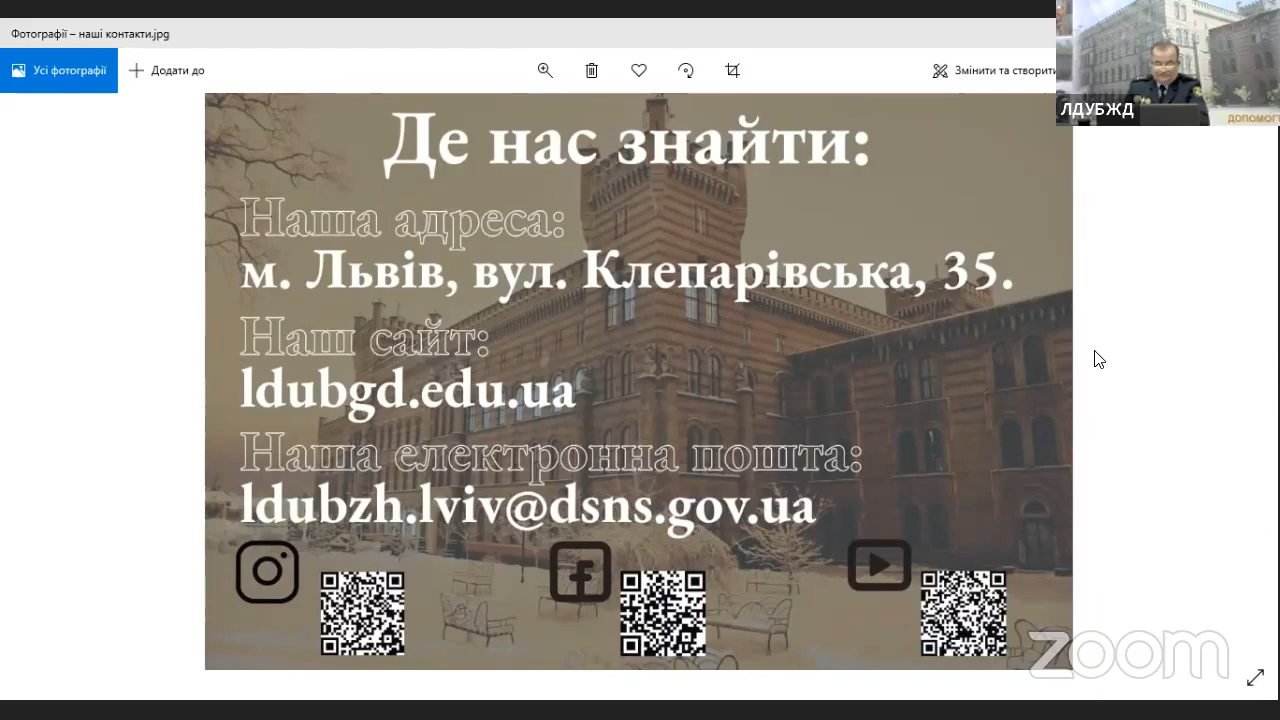 Фотографії – наші контакти.jpg
Усі фотографії
Додати до
Змінити та створити
ЛДУБЖД
ДОПОМОГ
Де нас знайти:
Наша адреса:
м. Львів, вул. Клепарівська, 35.
Наш сайт:
ldubgd.edu.ua
Наша електронна пошта:
ldubzh.lviv@dsns.gov.ua
zoom